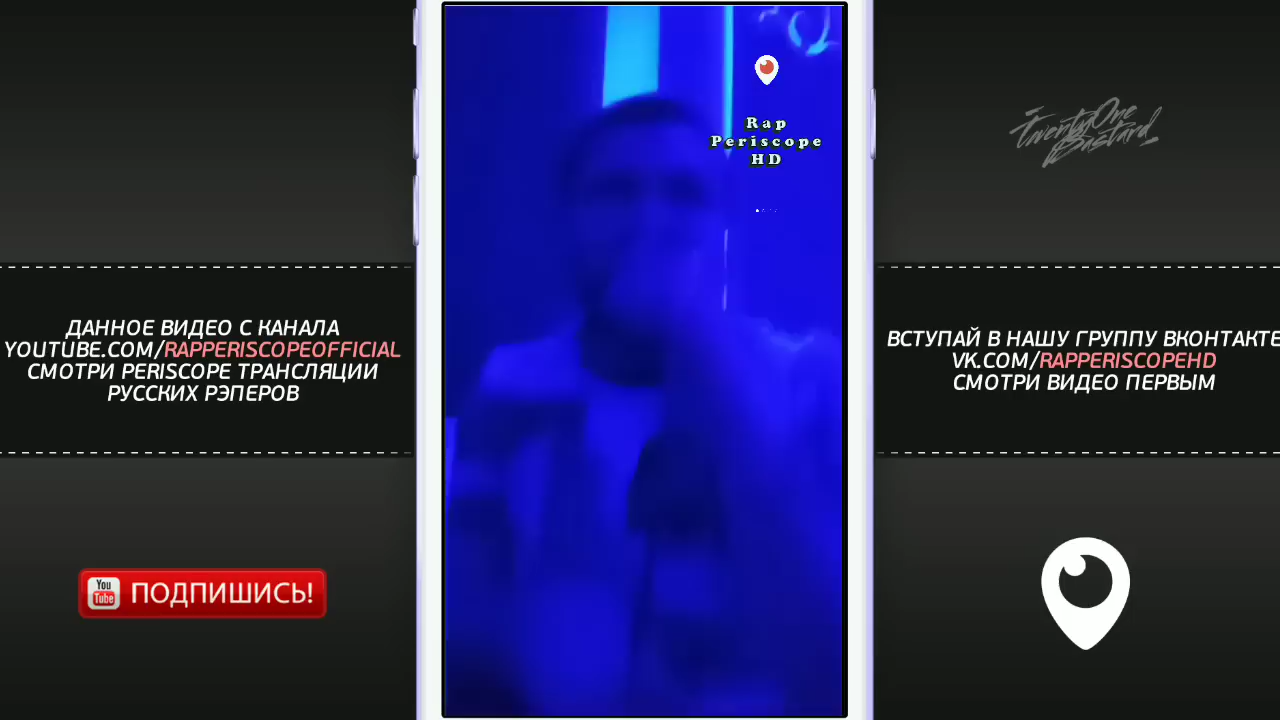 ДАННОЕ ВИДЕО С КАНАЛА
YOUTUBE.COM/RAPPERISCOPEOFFICIAL
СМОТРИ PERISCOPE ТРАНСЛЯЦИИ
РУССКИХ РЭПЕРОВ
You
Tube
ПОДПИШИСЬ!
Rap
Periscope
HD
TwentyOne
Bastard
ВСТУПАЙ В НАШУ ГРУППУ ВКОНТАКТЕ
VK.COM/RAPPERISCOPEHD
СМОТРИ ВИДЕО ПЕРВЫМ